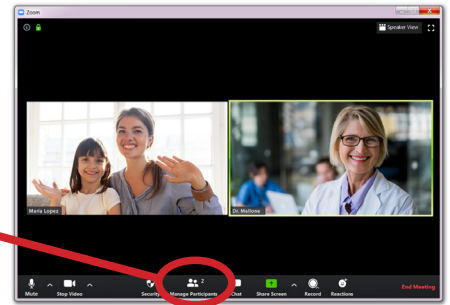 Zoom
Speaker View
Maria Lopez
Dr. Mallone
2
Mute
Stop Video
Security
Manage Participants
Chat
Share Screen
Record
Reactions
End Meeting